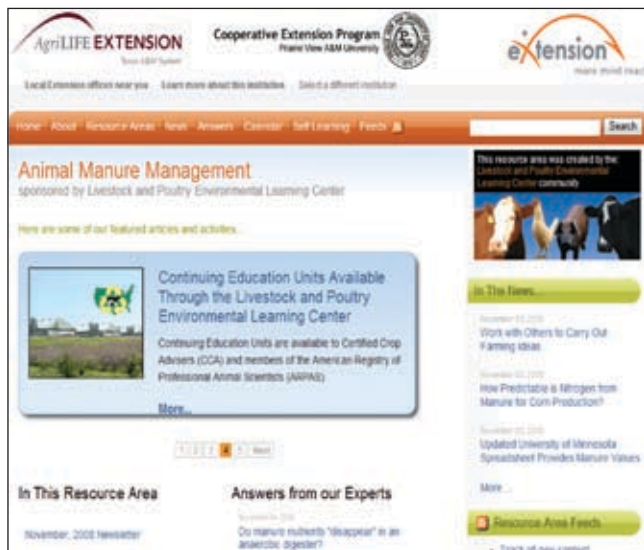 AgriLIFE EXTENSION
Texas A&M System
Cooperative Extension Program
Prairie View A&M University
eXtension
Local Extension offices near you Learn more about this institution Select a different institution
Home About Resource Areas News Answers Calendar Self Learning Feeds
Search
Animal Manure Management
sponsored by Livestock and Poultry Environmental Learning Center
Here are some of our featured articles and activities...
Continuing Education Units Available
Through the Livestock and Poultry
Environmental Learning Center
Continuing Education Units are available to Certified Crop
Advisers (CCA) and members of the American Registry of
Professional Animal Scientists (ARPAS)
More...
1 2 3 4 5 Next
In This Resource Area
November, 2008 Newsletter
Answers from our Experts
Do manure nutrients "disappear" in an
anaerobic digester?
This resource area was created by the:
Livestock and Poultry Environmental
Learning Center community
In The News...
Work with Others to Carry Out
Farming Ideas
How Predictable is Nitrogen from
Manure for Corn Production?
Updated University of Minnesota
Spreadsheet Provides Manure Values
More...
Resource Area Feeds